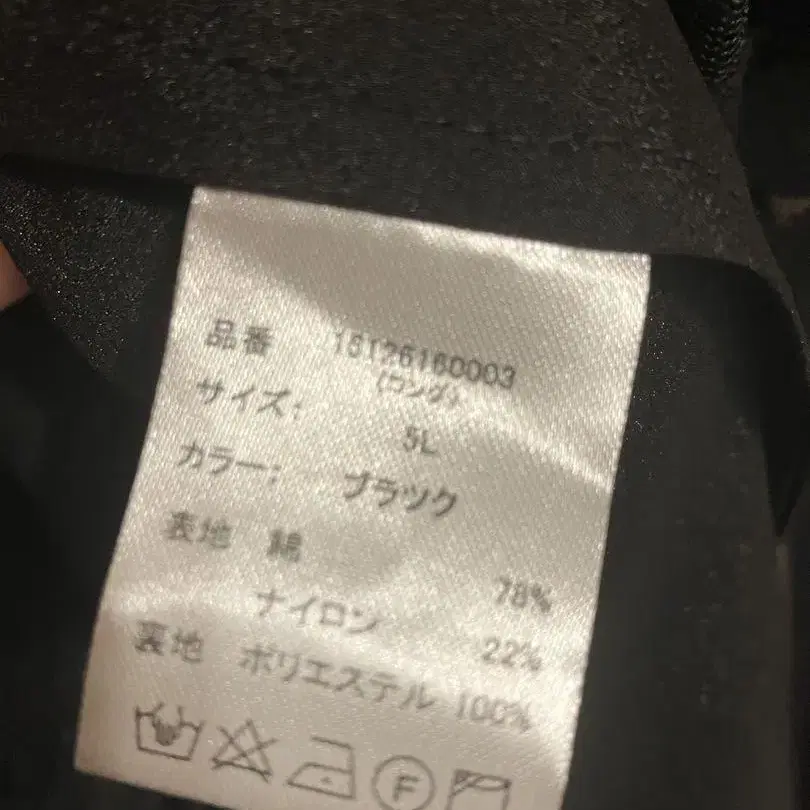 品番 16126160003
(ロング)
サイズ: 5L
カラー: ブラック
表地 綿 78%
ナイロン 22%
裏地 ポリエステル 100%
F